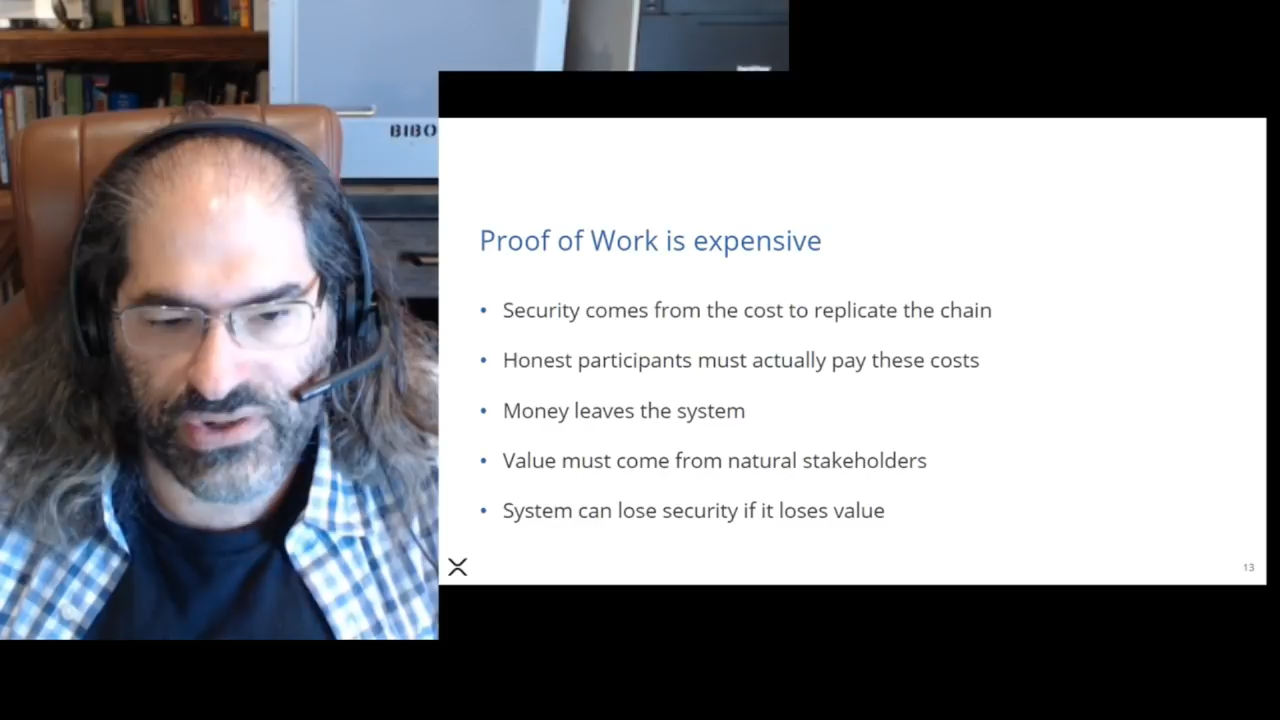 BIBO
Proof of Work is expensive
Security comes from the cost to replicate the chain
Honest participants must actually pay these costs
Money leaves the system
Value must come from natural stakeholders
System can lose security if it loses value
13